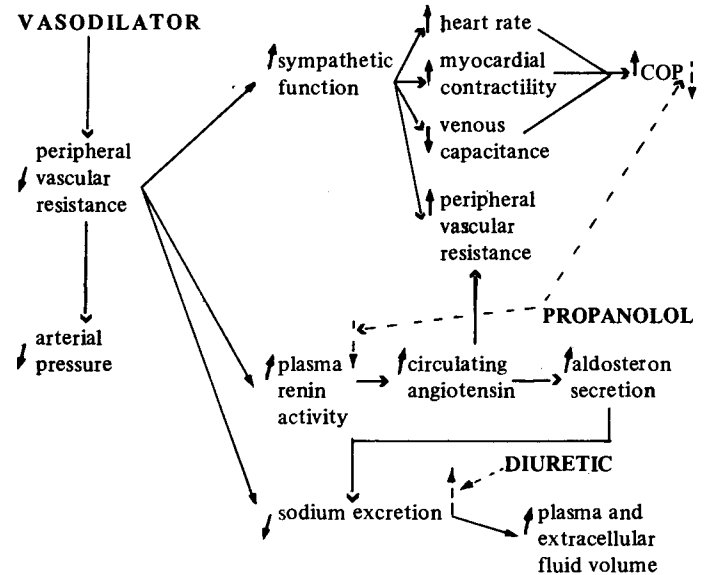 VASODILATOR
peripheral
vascular
resistance
arterial
pressure
sympathetic
function
heart rate
myocardial
contractility
venous
capacitance
peripheral
vascular
resistance
COP
PROPANOLOL
plasma
renin
activity
circulating
angiotensin
aldosteron
secretion
DIURETIC
sodium excretion
plasma and
extracellular
fluid volume